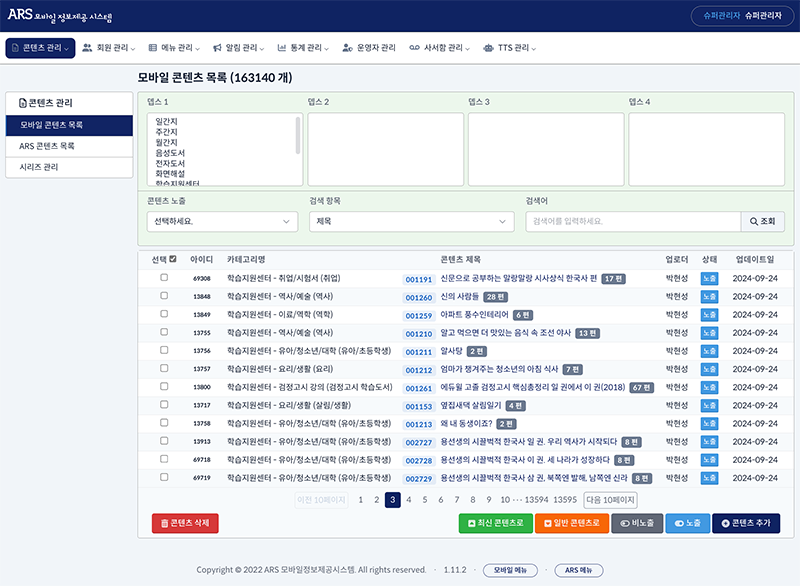 ARS 모바일 정보제공 시스템
슈퍼관리자 슈퍼관리자
콘텐츠 관리 회원 관리 메뉴 관리 알림 관리 통계 관리 운영자 관리 사서함 관리 TTS 관리
모바일 콘텐츠 목록 (163140 개)
콘텐츠 관리
모바일 콘텐츠 목록
ARS 콘텐츠 목록
시리즈 관리
뎁스 1 뎁스 2 뎁스 3 뎁스 4
일간지
주간지
월간지
음성도서
전자도서
화면해설
학습지원센터
콘텐츠 노출 검색 항목 검색어
선택하세요. 제목 검색어를 입력하세요. 조회
선택 아이디 카테고리명 콘텐츠 제목 업로더 상태 업데이트일
69308 학습지원센터 - 취업/시험서 (취업) 001191 신문으로 공부하는 말랑말랑 시사상식 한국사 편 17 편 박현성 노출 2024-09-24
13848 학습지원센터 - 역사/예술 (역사) 001260 신의 사람들 28 편 박현성 노출 2024-09-24
13849 학습지원센터 - 의료/역학 (역학) 001259 아파트 풍수인테리어 6 편 박현성 노출 2024-09-24
13755 학습지원센터 - 역사/예술 (역사) 001210 알고 먹으면 더 맛있는 음식 속 조선 야사 13 편 박현성 노출 2024-09-24
13756 학습지원센터 - 유아/청소년/대학 (유아/초등학생) 001211 알사탕 2 편 박현성 노출 2024-09-24
13757 학습지원센터 - 요리/생활 (요리) 001212 엄마가 챙겨주는 청소년의 아침 식사 7 편 박현성 노출 2024-09-24
13800 학습지원센터 - 검정고시 강의 (검정고시 학습도서) 001261 에듀윌 고졸 검정고시 핵심총정리 일 권에서 이 권(2018) 67 편 박현성 노출 2024-09-24
13717 학습지원센터 - 요리/생활 (살림/생활) 001153 옆집새댁 살림일기 4 편 박현성 노출 2024-09-24
13758 학습지원센터 - 유아/청소년/대학 (유아/초등학생) 001213 왜 내 동생이죠? 2 편 박현성 노출 2024-09-24
13913 학습지원센터 - 유아/청소년/대학 (유아/초등학생) 002727 용선생의 시끌벅적 한국사 일 권. 우리 역사가 시작되다 8 편 박현성 노출 2024-09-24
69718 학습지원센터 - 유아/청소년/대학 (유아/초등학생) 002728 용선생의 시끌벅적 한국사 이 권. 세 나라가 성장하다 8 편 박현성 노출 2024-09-24
69719 학습지원센터 - 유아/청소년/대학 (유아/초등학생) 002729 용선생의 시끌벅적 한국사 삼 권, 북쪽엔 발해, 남쪽엔 신라 8 편 박현성 노출 2024-09-24
이전 10페이지 1 2 3 4 5 6 7 8 9 10 ··· 13594 13595 다음 10페이지
콘텐츠 삭제 최신 콘텐츠로 일반 콘텐츠로 비노출 노출 콘텐츠 추가
Copyright © 2022 ARS 모바일정보제공시스템. All rights reserved. · 1.11.2 · 모바일 메뉴 · ARS 메뉴